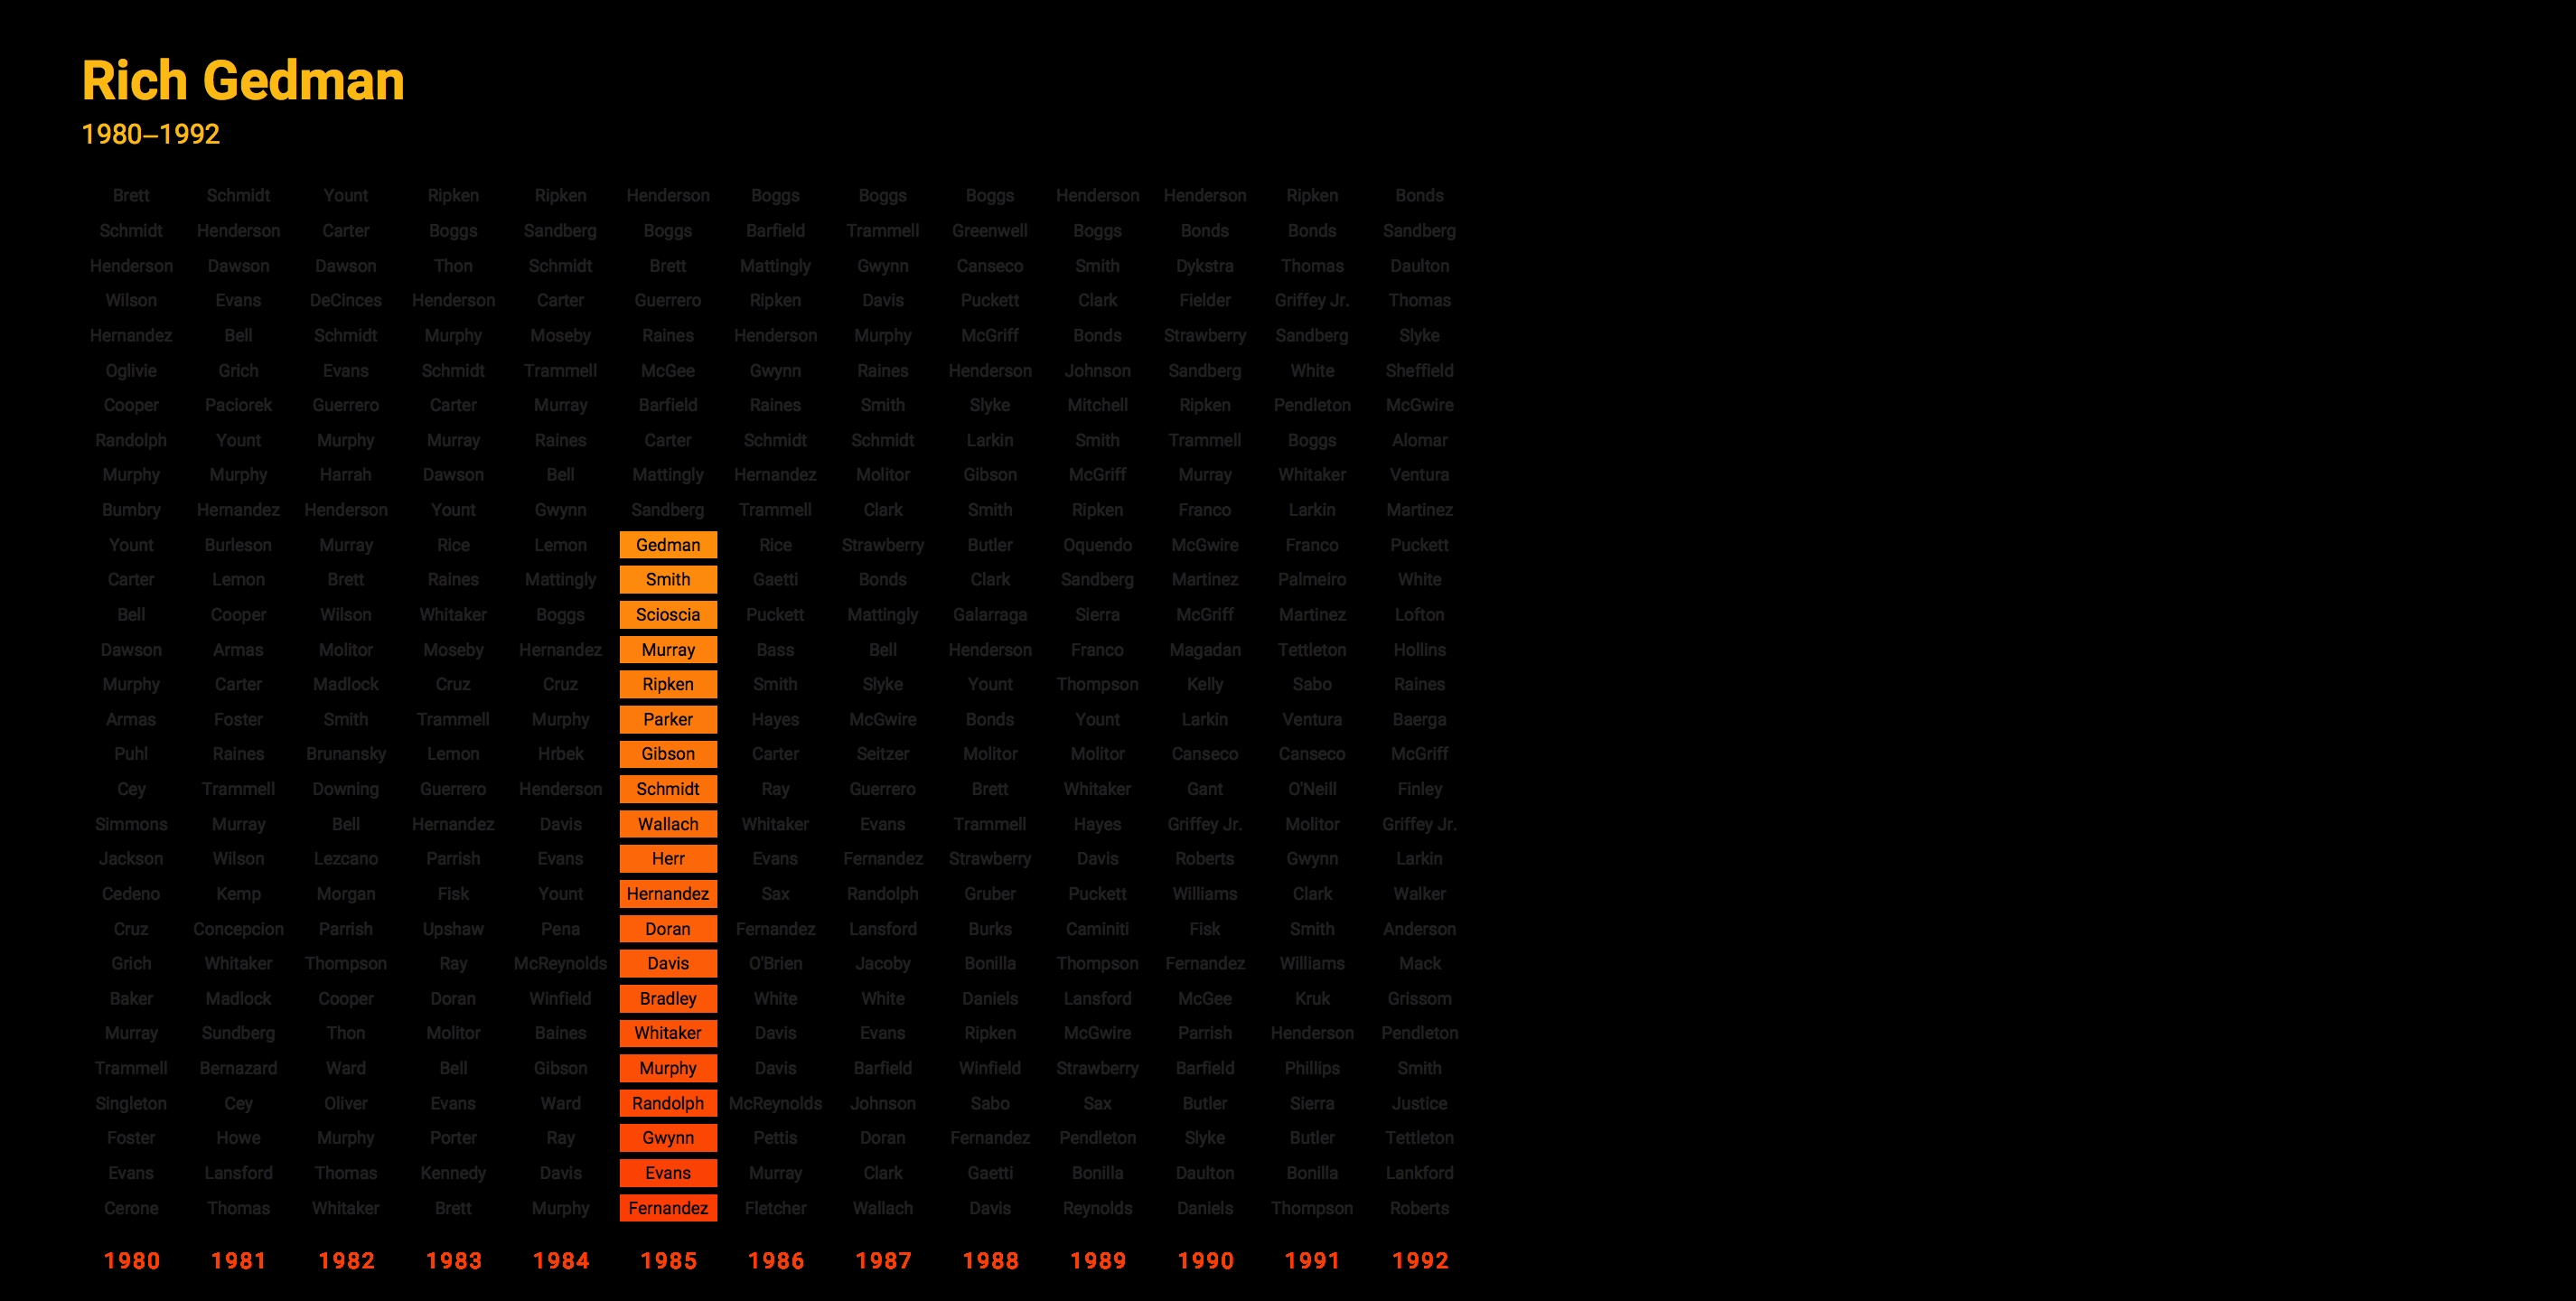 Rich Gedman
1980–1992
Brett Schmidt Yount Ripken Ripken Henderson Boggs Boggs Boggs Henderson Henderson Ripken Bonds
Schmidt Henderson Carter Boggs Sandberg Boggs Barfield Trammell Greenwell Boggs Bonds Bonds Sandberg
Henderson Dawson Dawson Thon Schmidt Brett Mattingly Gwynn Canseco Smith Dykstra Thomas Daulton
Wilson Evans DeCinces Henderson Carter Guerrero Ripken Davis Puckett Clark Fielder Griffey Jr. Thomas
Hernandez Bell Schmidt Murphy Moseby Raines Henderson Murphy McGriff Bonds Strawberry Sandberg Slyke
Oglivie Grich Evans Schmidt Trammell McGee Gwynn Raines Henderson Johnson Sandberg White Sheffield
Cooper Paciorek Guerrero Carter Murray Barfield Raines Smith Slyke Mitchell Ripken Pendleton McGwire
Randolph Yount Murphy Murray Raines Carter Schmidt Schmidt Larkin Smith Trammell Boggs Alomar
Murphy Murphy Harrah Dawson Bell Mattingly Hernandez Molitor Gibson McGriff Murray Whitaker Ventura
Bumbry Hernandez Henderson Yount Gwynn Sandberg Trammell Clark Smith Ripken Franco Larkin Martinez
Yount Burleson Murray Rice Lemon Gedman Rice Strawberry Butler Oquendo McGwire Franco Puckett
Carter Lemon Brett Raines Mattingly Smith Gaetti Bonds Clark Sandberg Martinez Palmeiro White
Bell Cooper Wilson Whitaker Boggs Scioscia Puckett Mattingly Galarraga Sierra McGriff Martinez Lofton
Dawson Armas Molitor Moseby Hernandez Murray Bass Bell Henderson Franco Magadan Tettleton Hollins
Murphy Carter Madlock Cruz Cruz Ripken Smith Slyke Yount Thompson Kelly Sabo Raines
Armas Foster Smith Trammell Murphy Parker Hayes McGwire Bonds Yount Larkin Ventura Baerga
Puhl Raines Brunansky Lemon Hrbek Gibson Carter Seitzer Molitor Molitor Canseco Canseco McGriff
Cey Trammell Downing Guerrero Henderson Schmidt Ray Guerrero Brett Whitaker Gant O'Neill Finley
Simmons Murray Bell Hernandez Davis Wallach Whitaker Evans Trammell Hayes Griffey Jr. Molitor Griffey Jr.
Jackson Wilson Lezcano Parrish Evans Herr Evans Fernandez Strawberry Davis Roberts Gwynn Larkin
Cedeno Kemp Morgan Fisk Yount Hernandez Sax Randolph Gruber Puckett Williams Clark Walker
Cruz Concepcion Parrish Upshaw Pena Doran Fernandez Lansford Burks Caminiti Fisk Smith Anderson
Grich Whitaker Thompson Ray McReynolds Davis O'Brien Jacoby Bonilla Thompson Fernandez Williams Mack
Baker Madlock Cooper Doran Winfield Bradley White White Daniels Lansford McGee Kruk Grissom
Murray Sundberg Thon Molitor Baines Whitaker Davis Evans Ripken McGwire Parrish Henderson Pendleton
Trammell Bernazard Ward Bell Gibson Murphy Davis Barfield Winfield Strawberry Barfield Phillips Smith
Singleton Cey Oliver Evans Ward Randolph McReynolds Johnson Sabo Sax Butler Sierra Justice
Foster Howe Murphy Porter Ray Gwynn Pettis Doran Fernandez Pendleton Slyke Butler Tettleton
Evans Lansford Thomas Kennedy Davis Evans Murray Clark Gaetti Bonilla Daulton Bonilla Lankford
Cerone Thomas Whitaker Brett Murphy Fernandez Fletcher Wallach Davis Reynolds Daniels Thompson Roberts
1980 1981 1982 1983 1984 1985 1986 1987 1988 1989 1990 1991 1992